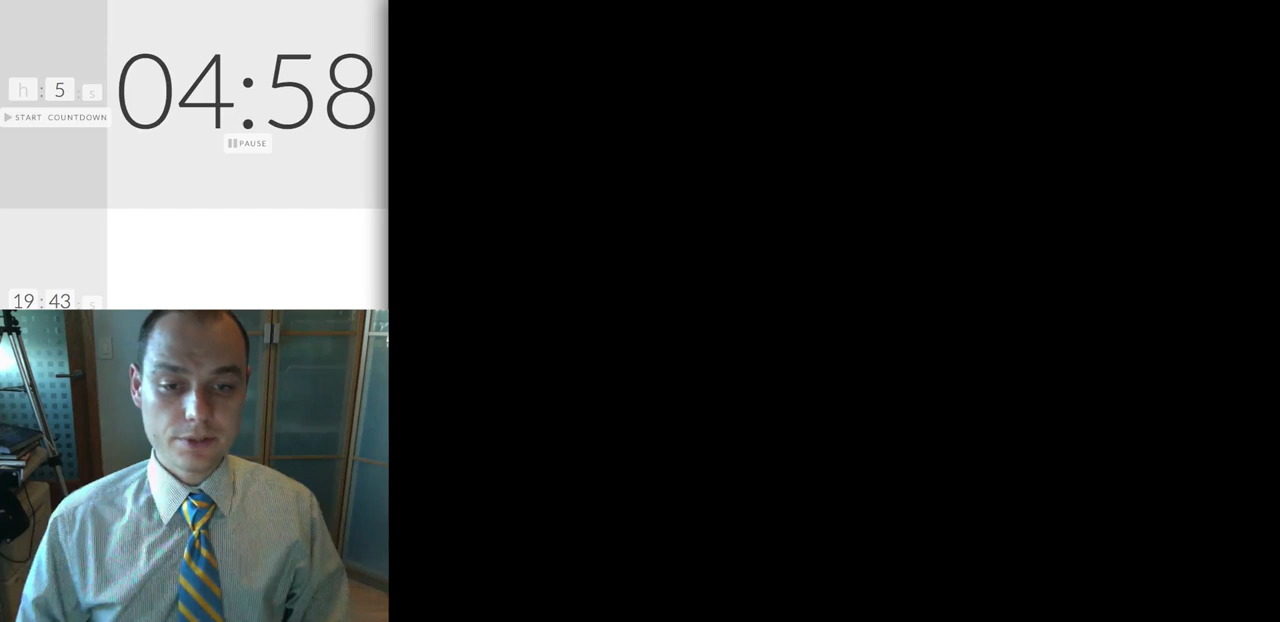 04:58
h : 5 : s
START COUNTDOWN
PAUSE
19 : 43 : s